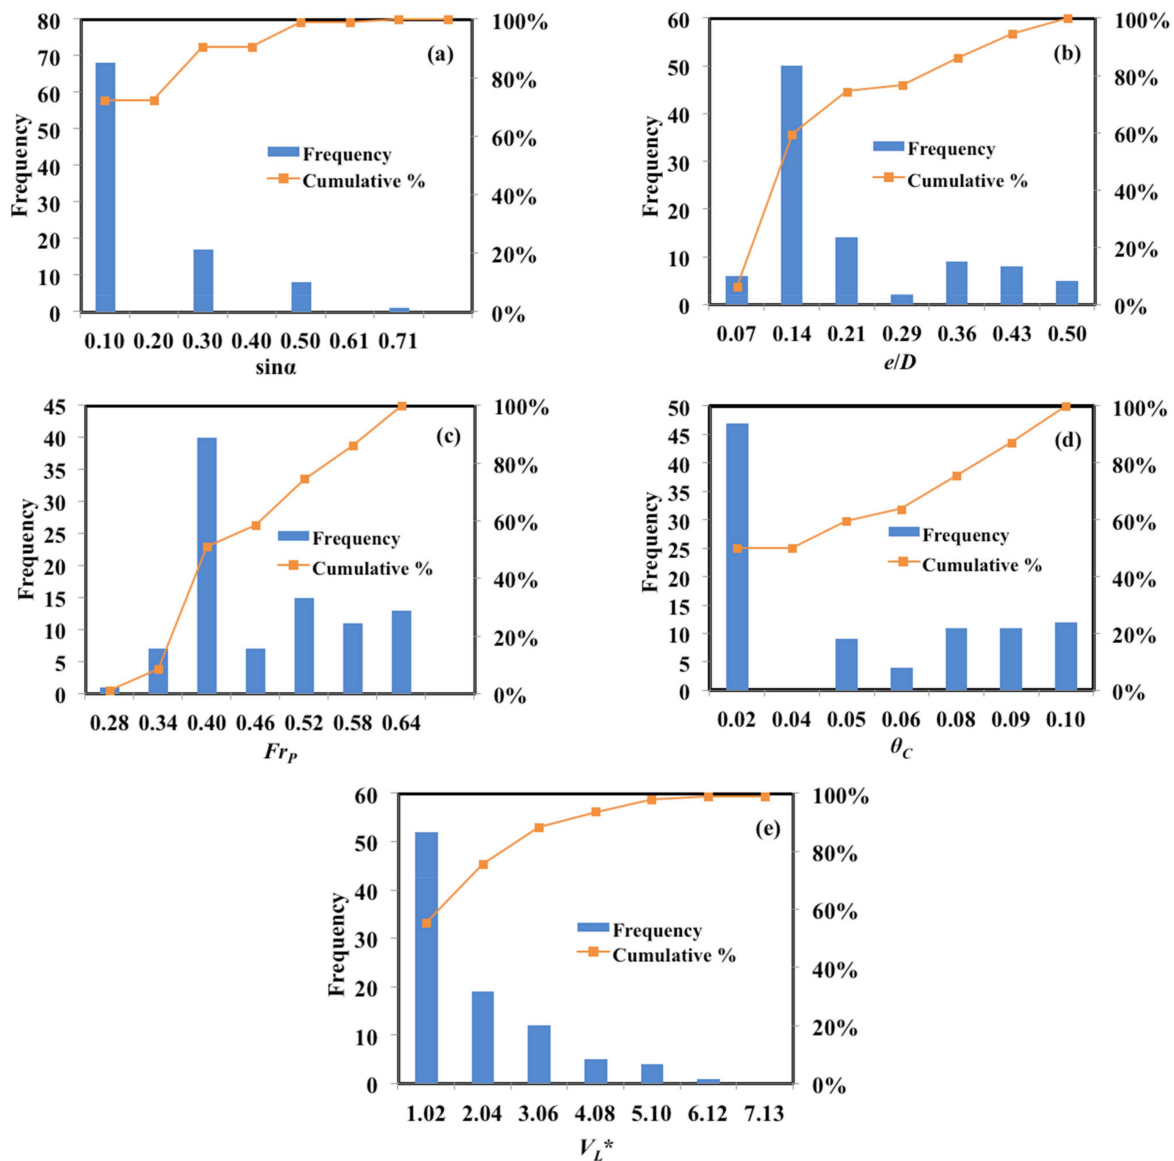 80
70
60
50
40
30
20
10
0
Frequency
100%
80%
60%
40%
20%
0%
(a)
Frequency
Cumulative %
0.10 0.20 0.30 0.40 0.50 0.61 0.71
sinα
60
50
40
30
20
10
0
Frequency
100%
80%
60%
40%
20%
0%
(b)
Frequency
Cumulative %
0.07 0.14 0.21 0.29 0.36 0.43 0.50
e/D
45
40
35
30
25
20
15
10
5
0
Frequency
100%
80%
60%
40%
20%
0%
(c)
Frequency
Cumulative %
0.28 0.34 0.40 0.46 0.52 0.58 0.64
Fr_P
50
45
40
35
30
25
20
15
10
5
0
Frequency
100%
80%
60%
40%
20%
0%
(d)
Frequency
Cumulative %
0.02 0.04 0.05 0.06 0.08 0.09 0.10
θ_C
60
50
40
30
20
10
0
Frequency
100%
80%
60%
40%
20%
0%
(e)
Frequency
Cumulative %
1.02 2.04 3.06 4.08 5.10 6.12 7.13
V_L*